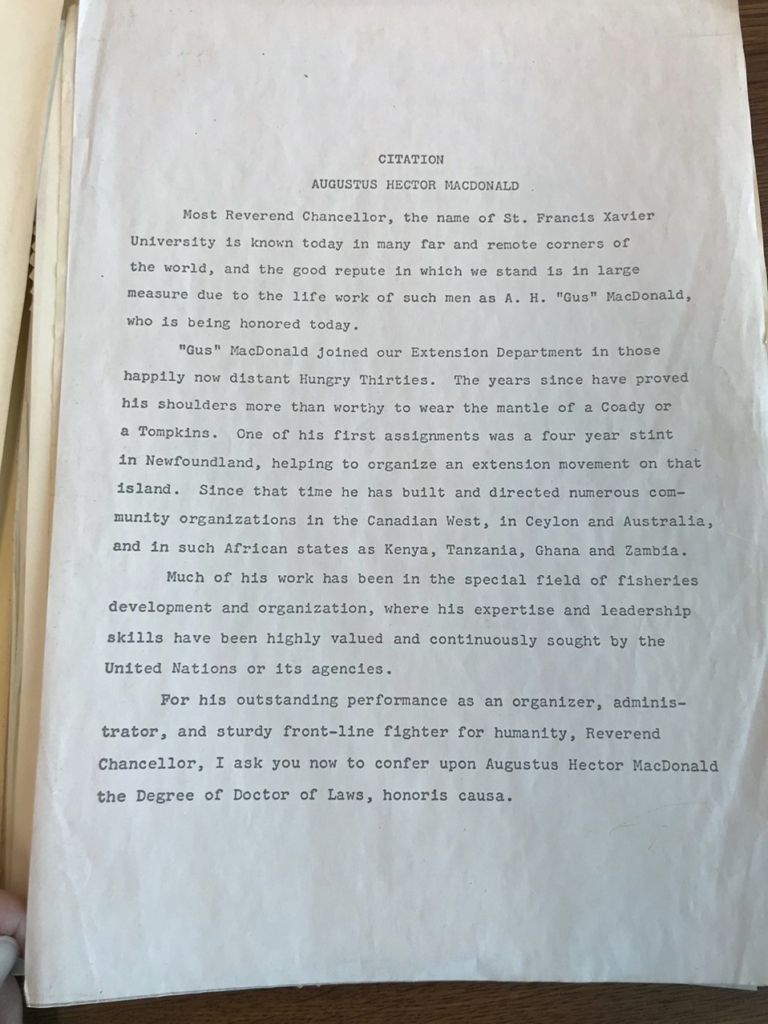 CITATION
AUGUSTUS HECTOR MACDONALD
Most Reverend Chancellor, the name of St. Francis Xavier
University is known today in many far and remote corners of
the world, and the good repute in which we stand is in large
measure due to the life work of such men as A. H. "Gus" MacDonald,
who is being honored today.
"Gus" MacDonald joined our Extension Department in those
happily now distant Hungry Thirties.  The years since have proved
his shoulders more than worthy to wear the mantle of a Coady or
a Tompkins.  One of his first assignments was a four year stint
in Newfoundland, helping to organize an extension movement on that
island.  Since that time he has built and directed numerous com-
munity organizations in the Canadian West, in Ceylon and Australia,
and in such African states as Kenya, Tanzania, Ghana and Zambia.
Much of his work has been in the special field of fisheries
development and organization, where his expertise and leadership
skills have been highly valued and continuously sought by the
United Nations or its agencies.
For his outstanding performance as an organizer, adminis-
trator, and sturdy front-line fighter for humanity, Reverend
Chancellor, I ask you now to confer upon Augustus Hector MacDonald
the Degree of Doctor of Laws, honoris causa.